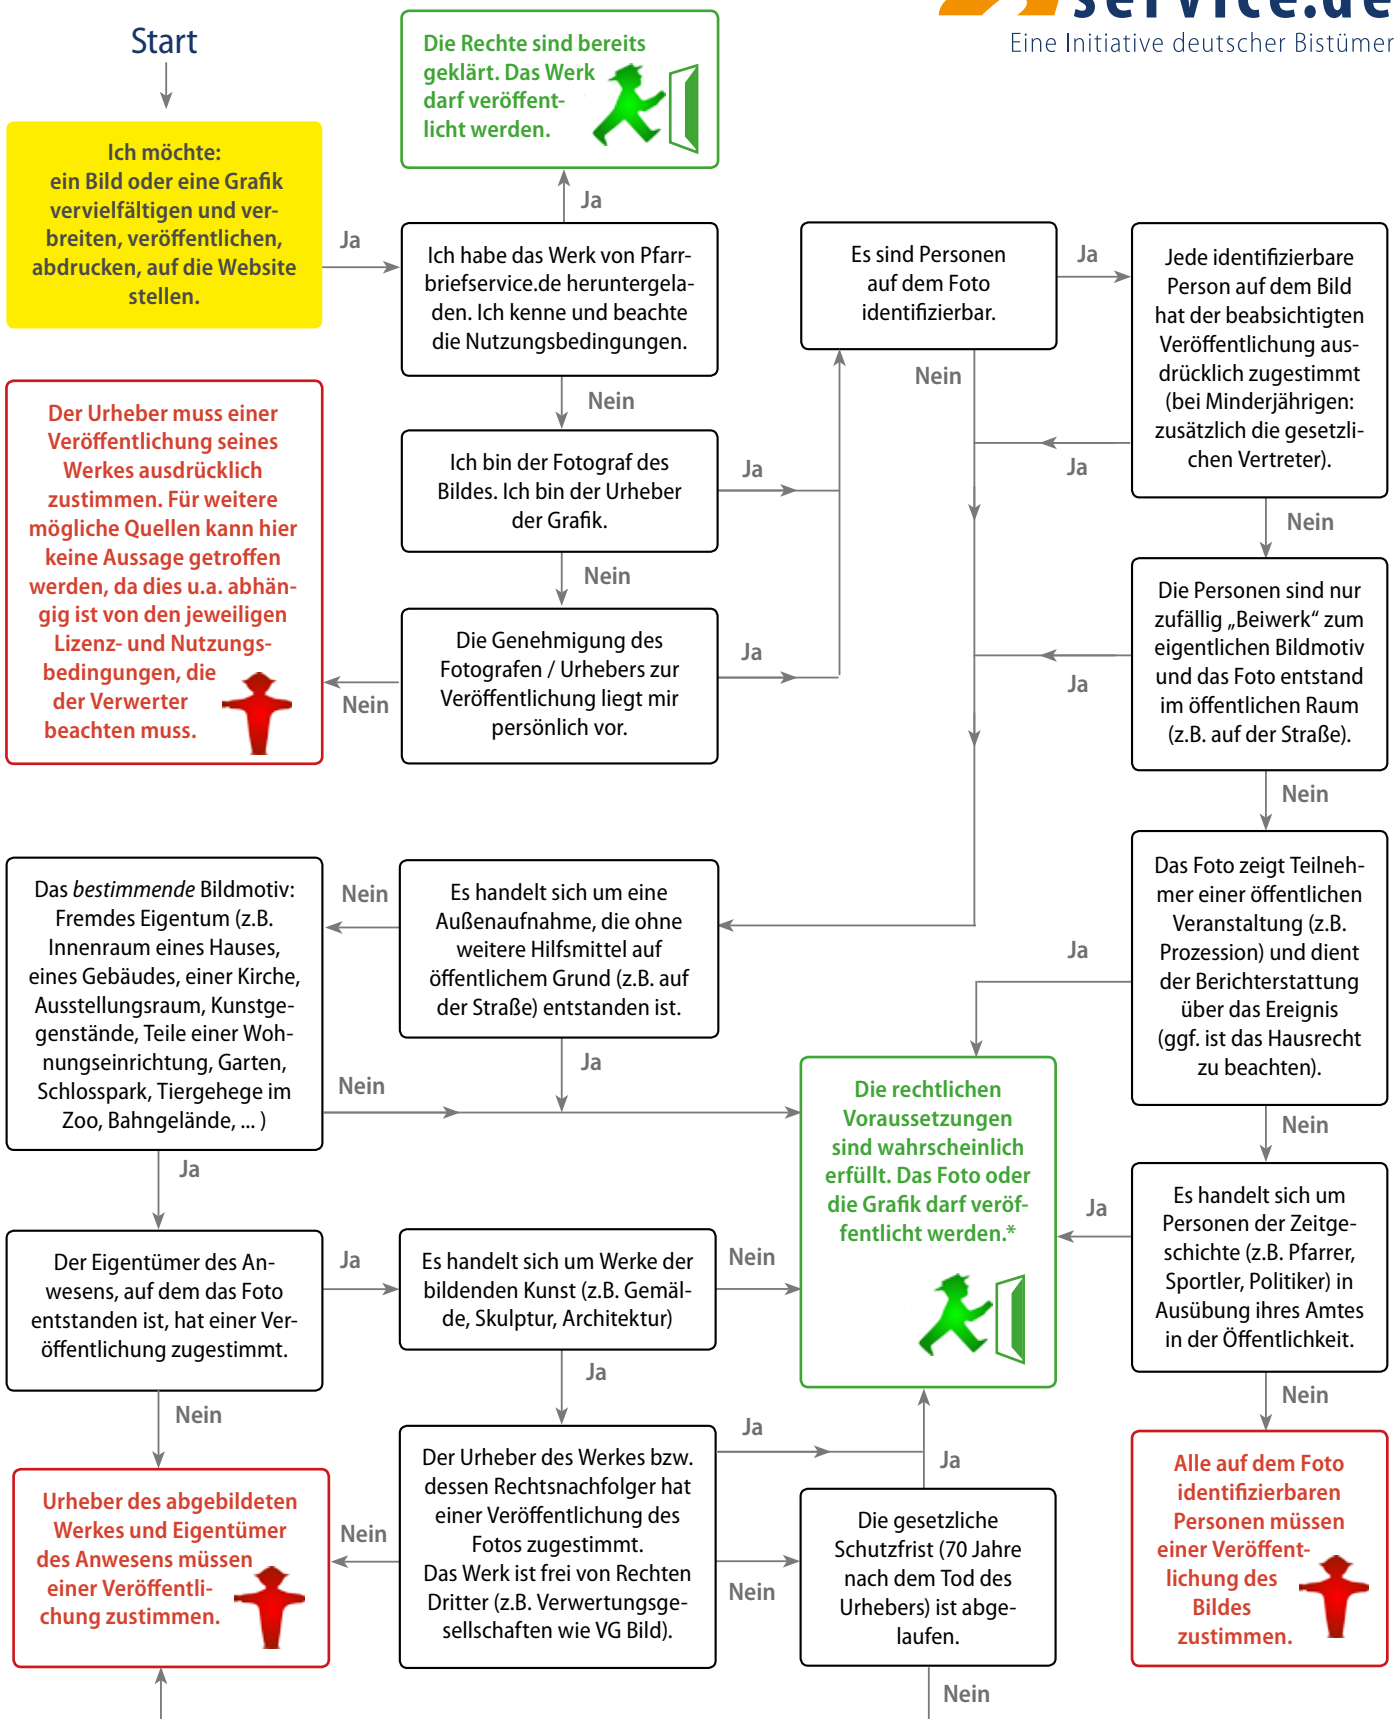 service.de
Eine Initiative deutscher Bistümer
Start
Die Rechte sind bereits
geklärt. Das Werk
darf veröffent-
licht werden.
Ich möchte:
ein Bild oder eine Grafik
vervielfältigen und ver-
breiten, veröffentlichen,
abdrucken, auf die Website
stellen.
Ja
Ja
Ich habe das Werk von Pfarr-
briefservice.de heruntergela-
den. Ich kenne und beachte
die Nutzungsbedingungen.
Es sind Personen
auf dem Foto
identifizierbar.
Ja
Jede identifizierbare
Person auf dem Bild
hat der beabsichtigten
Veröffentlichung aus-
drücklich zugestimmt
(bei Minderjährigen:
zusätzlich die gesetzli-
chen Vertreter).
Nein
Nein
Der Urheber muss einer
Veröffentlichung seines
Werkes ausdrücklich
zustimmen. Für weitere
mögliche Quellen kann hier
keine Aussage getroffen
werden, da dies u.a. abhän-
gig ist von den jeweiligen
Lizenz- und Nutzungs-
bedingungen, die
der Verwerter
beachten muss.
Ich bin der Fotograf des
Bildes. Ich bin der Urheber
der Grafik.
Ja
Ja
Nein
Nein
Die Genehmigung des
Fotografen / Urhebers zur
Veröffentlichung liegt mir
persönlich vor.
Ja
Nein
Die Personen sind nur
zufällig „Beiwerk“ zum
eigentlichen Bildmotiv
und das Foto entstand
im öffentlichen Raum
(z.B. auf der Straße).
Ja
Nein
Das bestimmende Bildmotiv:
Fremdes Eigentum (z.B.
Innenraum eines Hauses,
eines Gebäudes, einer Kirche,
Ausstellungsraum, Kunstge-
genstände, Teile einer Woh-
nungseinrichtung, Garten,
Schlosspark, Tiergehege im
Zoo, Bahngelände, ... )
Nein
Es handelt sich um eine
Außenaufnahme, die ohne
weitere Hilfsmittel auf
öffentlichem Grund (z.B. auf
der Straße) entstanden ist.
Das Foto zeigt Teilneh-
mer einer öffentlichen
Veranstaltung (z.B.
Prozession) und dient
der Berichterstattung
über das Ereignis
(ggf. ist das Hausrecht
zu beachten).
Ja
Ja
Nein
Die rechtlichen
Voraussetzungen
sind wahrscheinlich
erfüllt. Das Foto oder
die Grafik darf veröf-
fentlicht werden.*
Nein
Ja
Es handelt sich um
Personen der Zeitge-
schichte (z.B. Pfarrer,
Sportler, Politiker) in
Ausübung ihres Amtes
in der Öffentlichkeit.
Ja
Der Eigentümer des An-
wesens, auf dem das Foto
entstanden ist, hat einer Ver-
öffentlichung zugestimmt.
Ja
Es handelt sich um Werke der
bildenden Kunst (z.B. Gemäl-
de, Skulptur, Architektur)
Nein
Ja
Nein
Nein
Der Urheber des Werkes bzw.
dessen Rechtsnachfolger hat
einer Veröffentlichung des
Fotos zugestimmt.
Das Werk ist frei von Rechten
Dritter (z.B. Verwertungsge-
sellschaften wie VG Bild).
Ja
Ja
Urheber des abgebildeten
Werkes und Eigentümer
des Anwesens müssen
einer Veröffentli-
chung zustimmen.
Nein
Nein
Die gesetzliche
Schutzfrist (70 Jahre
nach dem Tod des
Urhebers) ist abge-
laufen.
Alle auf dem Foto
identifizierbaren
Personen müssen
einer Veröffent-
lichung des
Bildes
zustimmen.
Nein